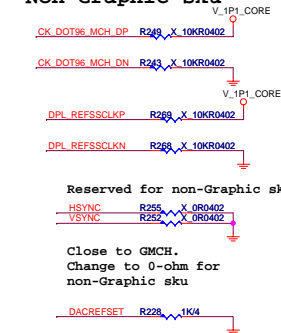 Non-Graphic sku
V_1P1_CORE
CK_DOT96_MCH_DP R249 X_10KR0402
CK_DOT96_MCH_DN R243 X_10KR0402
V_1P1_CORE
DPL_REFSSCLKP R269 X_10KR0402
DPL_REFSSCLKN R268 X_10KR0402
Reserved for non-Graphic sk
HSYNC R255 X_0R0402
VSYNC R252 X_0R0402
Close to GMCH.
Change to 0-ohm for
non-Graphic sku
DACREFSET R228 1K/4